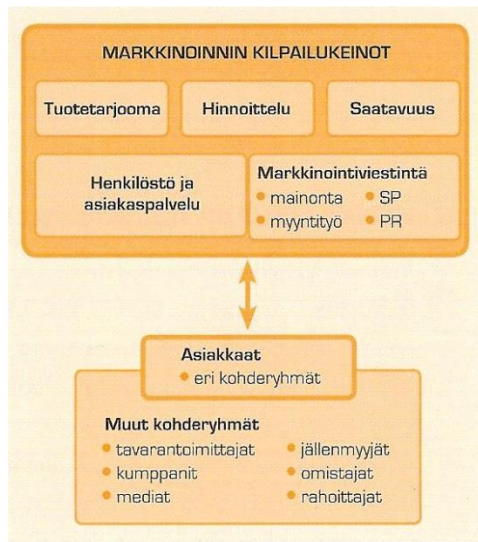 MARKKINOINNIN KILPAILUKEINOT
Tuotetarjooma
Hinnoittelu
Saatavuus
Henkilöstö ja
asiakaspalvelu
Markkinointiviestintä
• mainonta
• SP
• myyntityö
• PR
Asiakkaat
• eri kohderyhmät
Muut kohderyhmät
• tavarantoimittajat
• jällenmyyjät
• kumppanit
• omistajat
• mediat
• rahoittajat